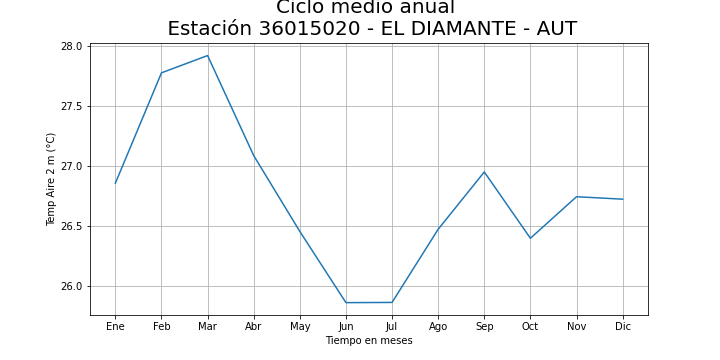 Ciclo medio anual
Estación 36015020 - EL DIAMANTE - AUT
28.0
27.5
27.0
26.5
26.0
Temp Aire 2 m (°C)
Ene Feb Mar Abr May Jun Jul Ago Sep Oct Nov Dic
Tiempo en meses